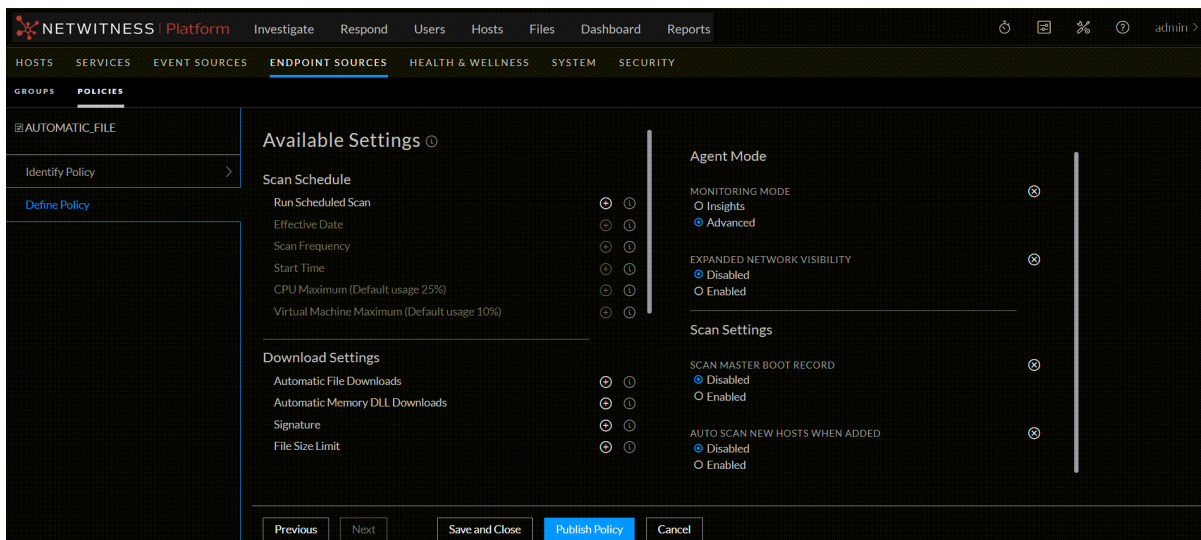 NETWITNESS | Platform Investigate Respond Users Hosts Files Dashboard Reports admin >
HOSTS SERVICES EVENT SOURCES ENDPOINT SOURCES HEALTH & WELLNESS SYSTEM SECURITY
GROUPS POLICIES
AUTOMATIC_FILE
Identify Policy
Define Policy
Available Settings
Scan Schedule
Run Scheduled Scan
Effective Date
Scan Frequency
Start Time
CPU Maximum (Default usage 25%)
Virtual Machine Maximum (Default usage 10%)
Download Settings
Automatic File Downloads
Automatic Memory DLL Downloads
Signature
File Size Limit
Agent Mode
MONITORING MODE
Insights
Advanced
EXPANDED NETWORK VISIBILITY
Disabled
Enabled
Scan Settings
SCAN MASTER BOOT RECORD
Disabled
Enabled
AUTO SCAN NEW HOSTS WHEN ADDED
Disabled
Enabled
Previous Next Save and Close Publish Policy Cancel